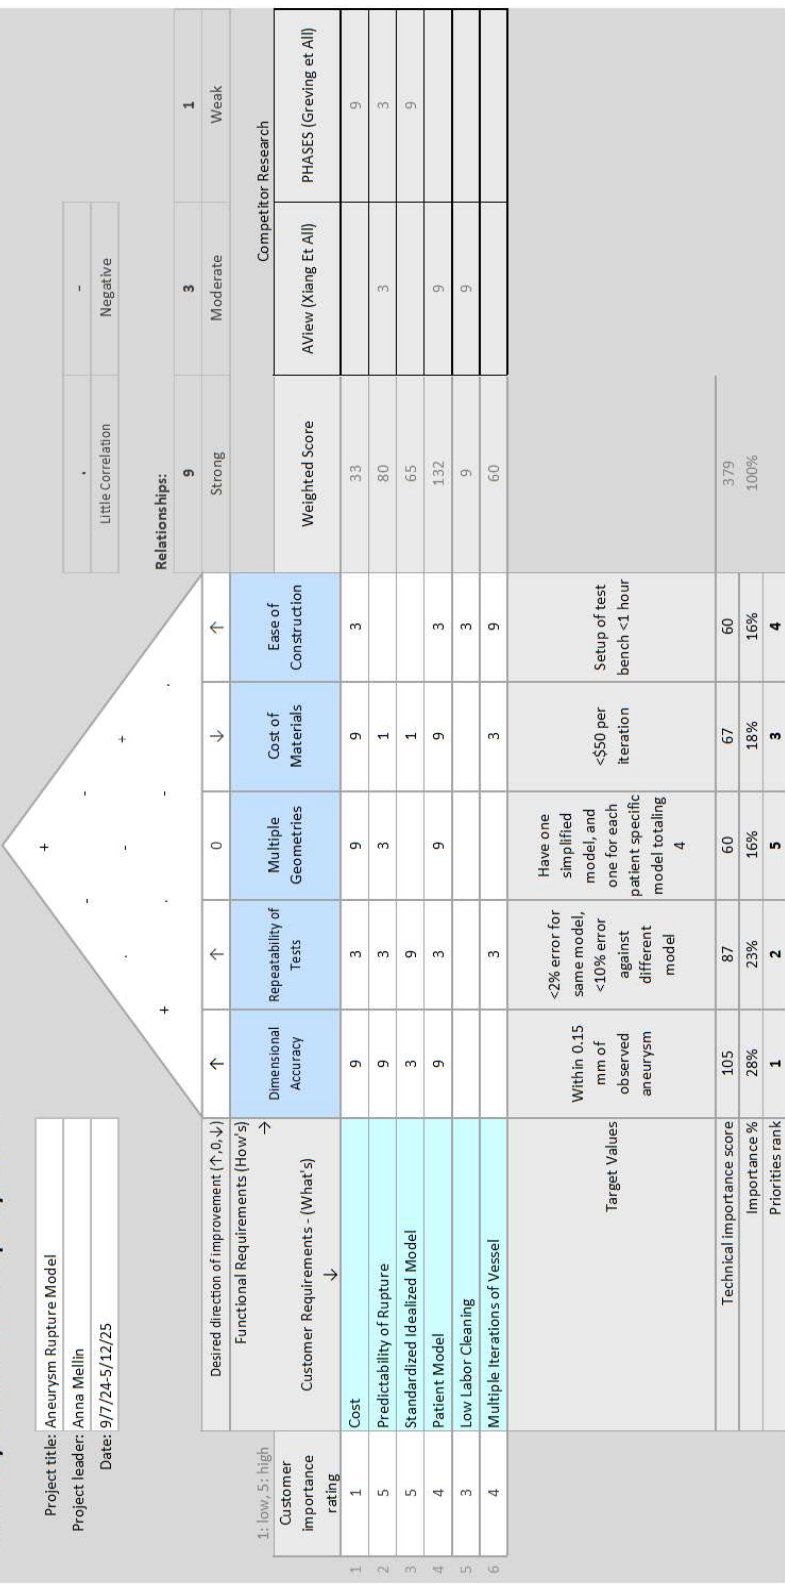 Project title: Aneurysm Rupture Model
Project leader: Anna Mellin
Date: 9/7/24-5/12/25
+
- -
. - +
+ . - .
. -
Little Correlation Negative
Relationships:
9 3 1
Strong Moderate Weak
Desired direction of improvement (↑,0,↓) ↑ ↑ 0 ↓ ↑
1: low, 5: high
Functional Requirements (How's) →
Customer importance rating
Customer Requirements - (What's) ↓
Dimensional Accuracy
Repeatability of Tests
Multiple Geometries
Cost of Materials
Ease of Construction
Weighted Score
Competitor Research
AView (Xiang Et All)
PHASES (Greving et All)
1 1 Cost 9 3 9 9 3 33 9
2 5 Predictability of Rupture 9 3 3 1 80 3 3
3 5 Standardized Idealized Model 3 9 1 65 9
4 4 Patient Model 9 3 9 9 3 132 9
5 3 Low Labor Cleaning 3 9 9
6 4 Multiple Iterations of Vessel 3 3 9 60
Target Values
Within 0.15 mm of observed aneurysm
<2% error for same model, <10% error against different model
Have one simplified model, and one for each patient specific model totaling 4
<$50 per iteration
Setup of test bench <1 hour
Technical importance score 105 87 60 67 60 379
Importance % 28% 23% 16% 18% 16% 100%
Priorities rank 1 2 5 3 4